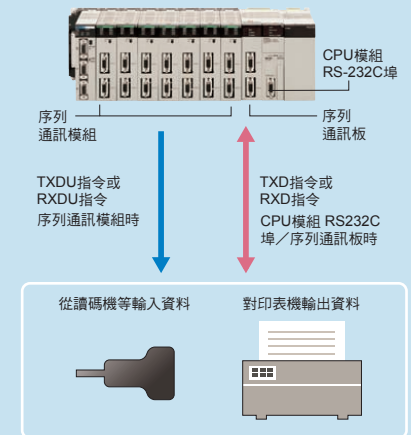 CPU模組
RS-232C埠
序列
通訊模組
序列
通訊板
TXDU指令或
RXDU指令
序列通訊模組時
TXD指令或
RXD指令
CPU模組 RS232C
埠／序列通訊板時
從讀碼機等輸入資料
對印表機輸出資料